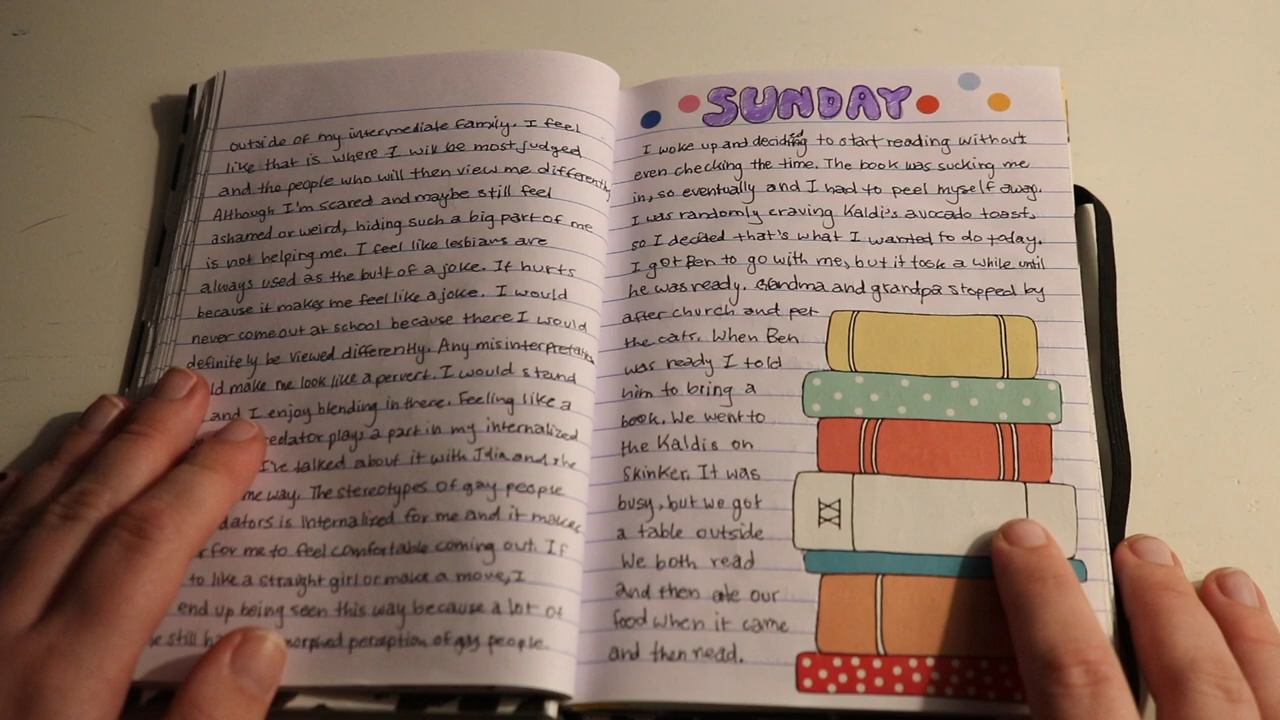 outside of my intermediate family. I feel
like that is where I will be most judged
and the people who will then view me differently
Although I'm scared and maybe still feel
ashamed or weird, hiding such a big part of me
is not helping me. I feel like lesbians are
always used as the butt of a joke. It hurts
because it makes me feel like a joke. I would
never come out at school because there I would
definitely be viewed differently. Any misinterpretation
make me look like a pervert. I would stand
and I enjoy blending in there. Feeling like a
plays a part in my internalized
I've talked about it with Julia and she
way. The stereotypes of gay people
is internalized for me and it makes
for me to feel comfortable coming out. If
to like a straight girl or make a move, I
end up being seen this way because a lot of
still perception of gay people.
SUNDAY
I woke up and decided to start reading without
even checking the time. The book was sucking me
in, so eventually and I had to peel myself away.
I was randomly craving Kaldi's avocado toast,
so I decided that's what I wanted to do today.
I got Ben to go with me, but it took a while until
he was ready. Grandma and grandpa stopped by
after church and pet
the cats. When Ben
was ready I told
him to bring a
book. We went to
the Kaldis on
Skinker. It was
busy, but we got
a table outside
We both read
and then ate our
food when it came
and then read.